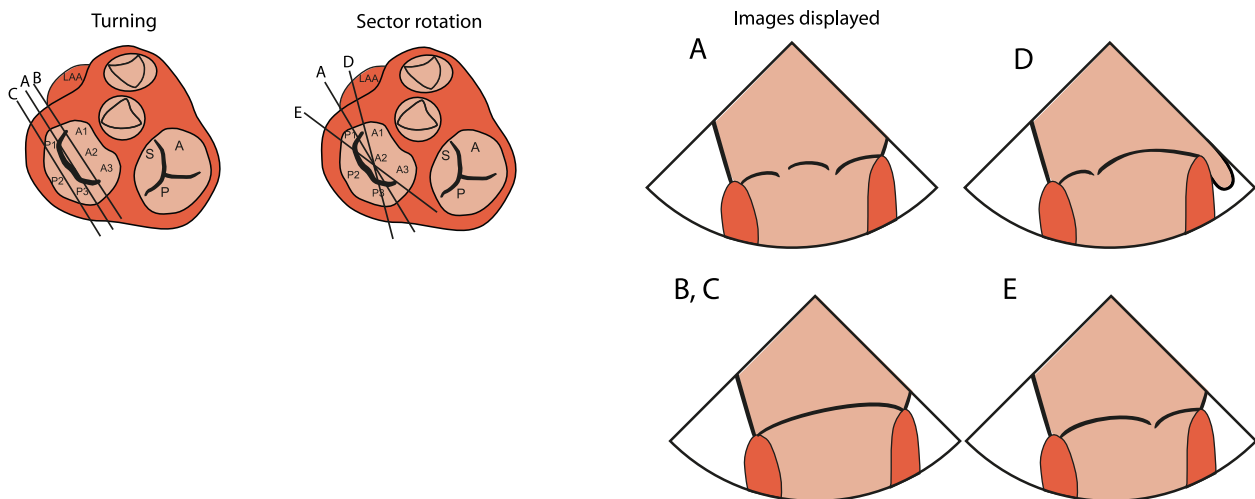 Turning
Sector rotation
Images displayed
A
D
LAA
C
A
B
P1
A1
A2
A3
P2
P3
S
A
P
LAA
A
D
E
P1
A1
A2
A3
P2
P3
S
A
P
B, C
E